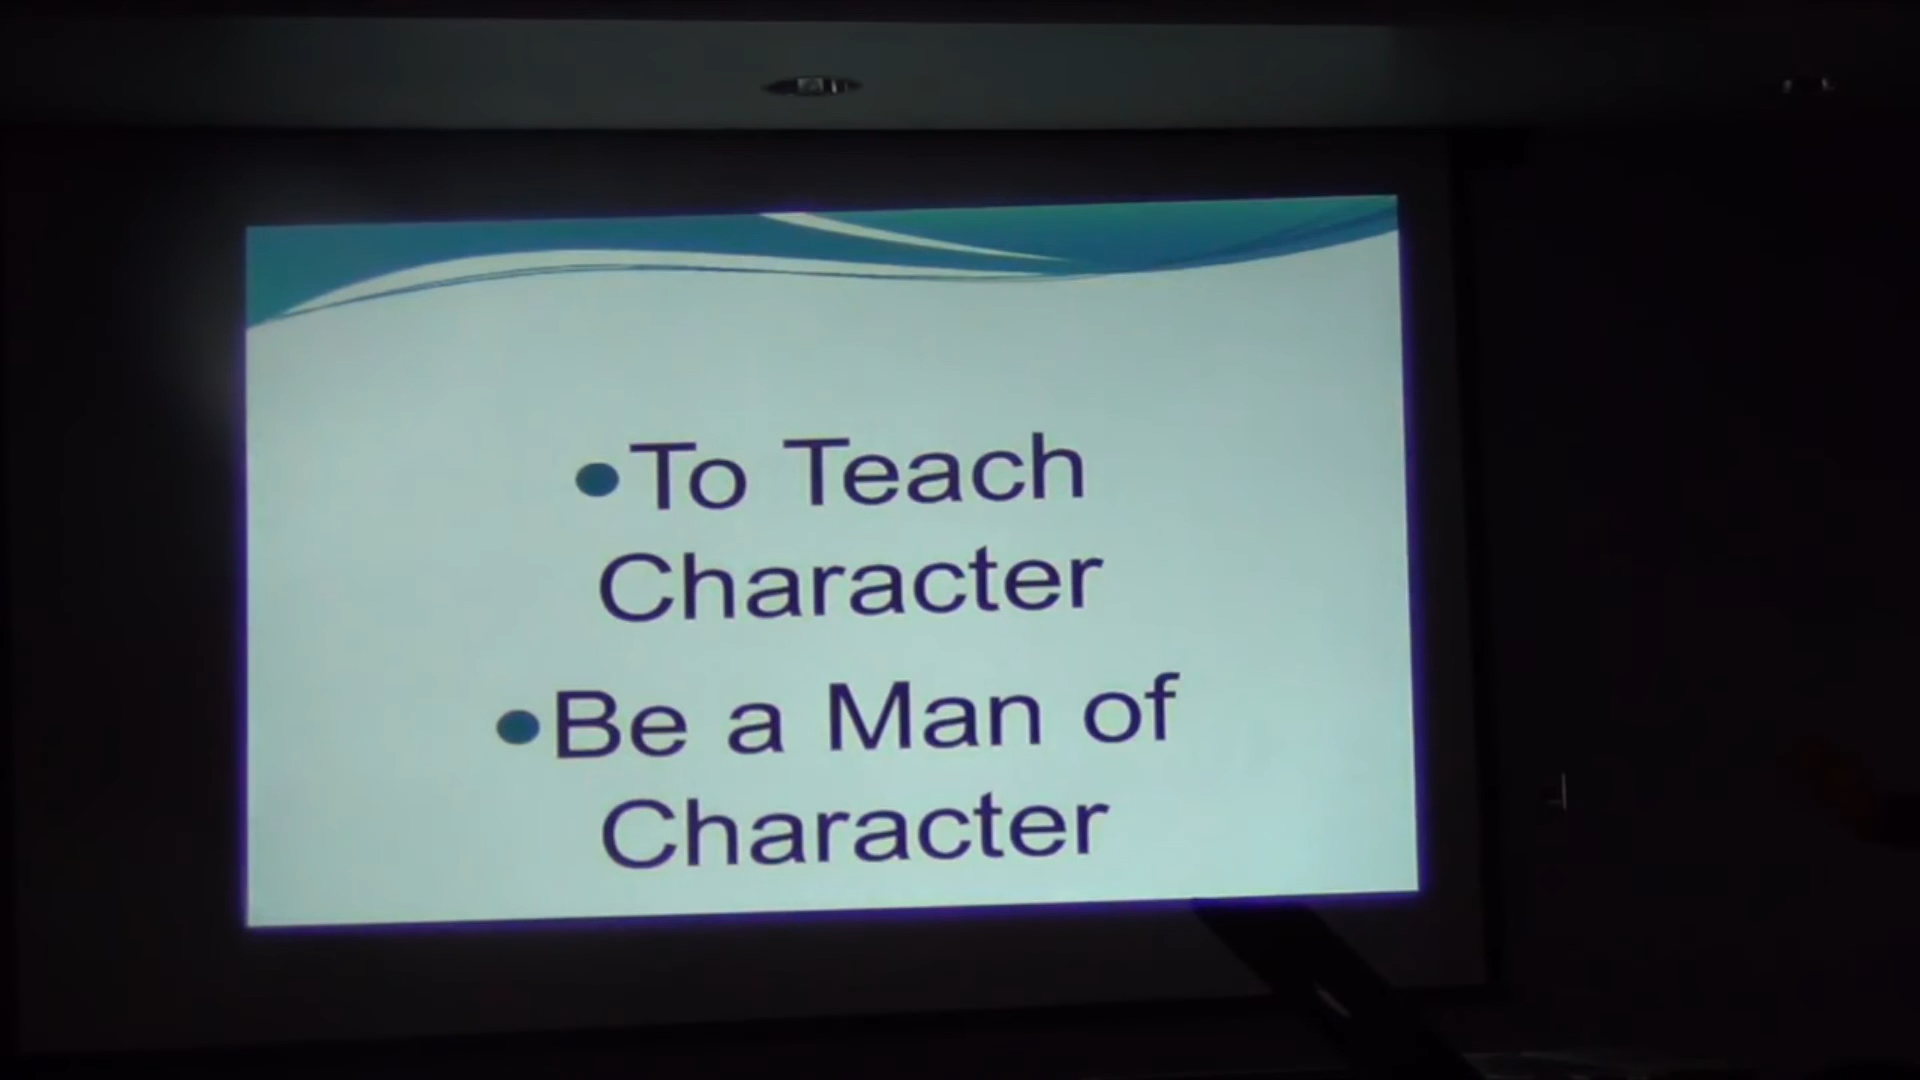 •To Teach
Character
•Be a Man of
Character